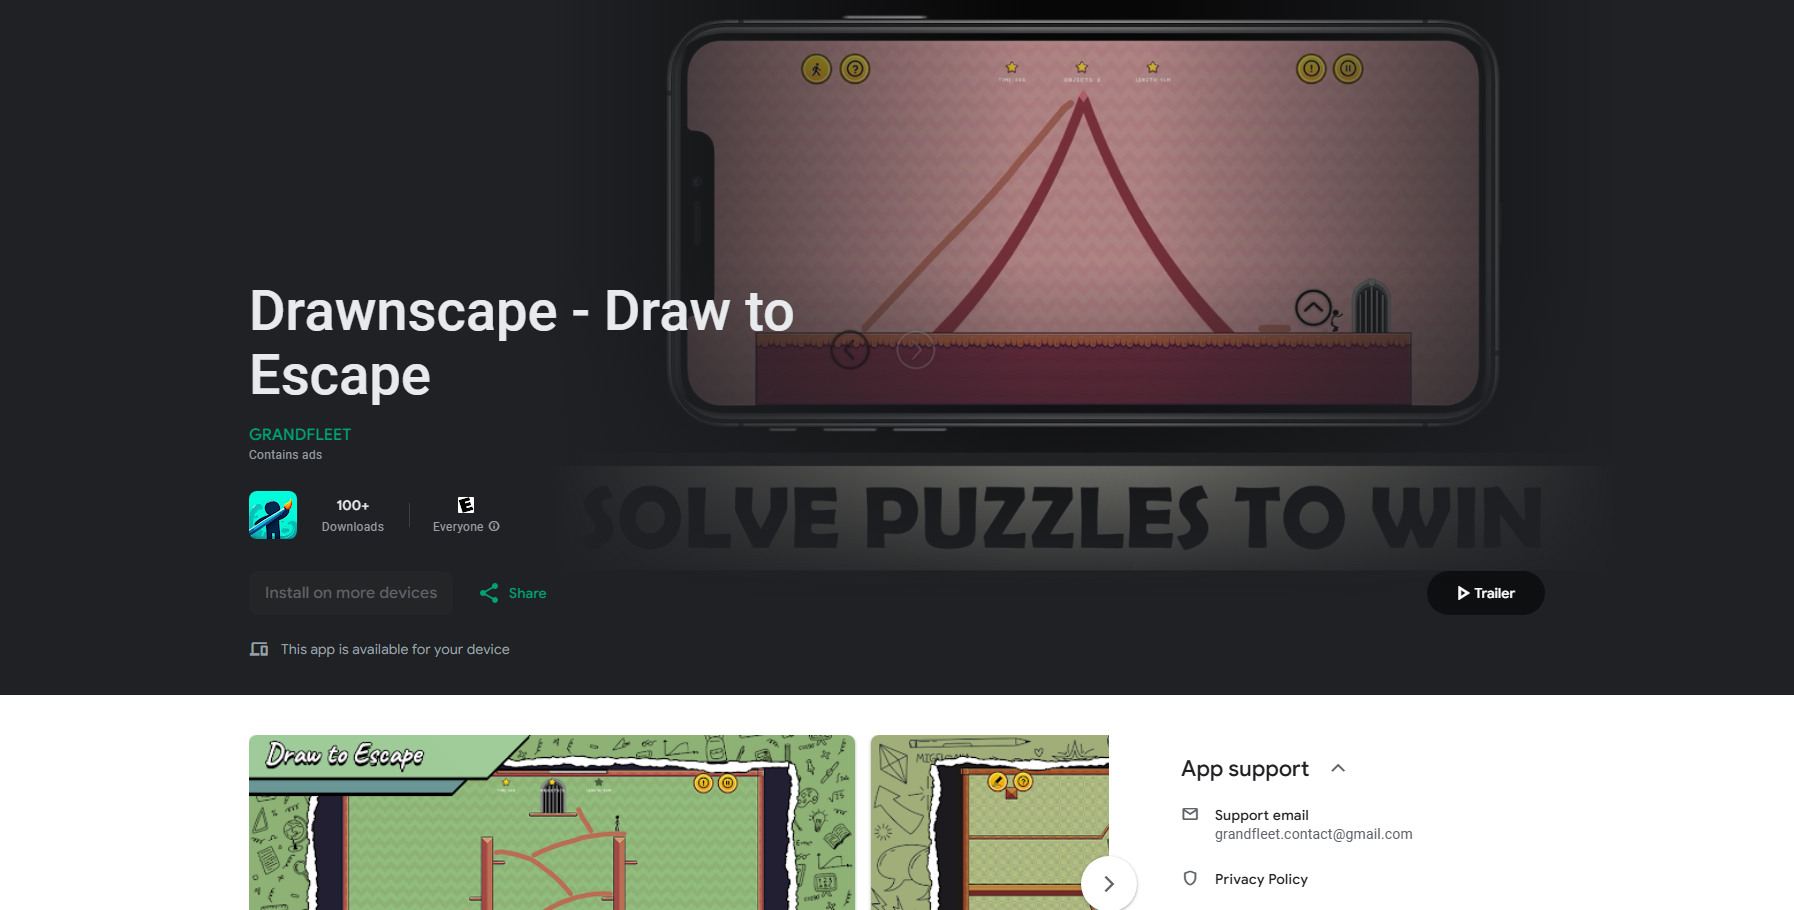 Drawnscape - Draw to
Escape
GRANDFLEET
Contains ads
100+
Downloads
E
Everyone
SOLVE PUZZLES TO WIN
Install on more devices
Share
Trailer
This app is available for your device
Draw to Escape
App support
Support email
grandfleet.contact@gmail.com
Privacy Policy